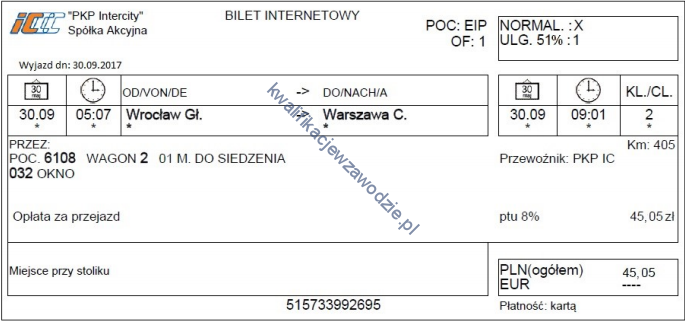 "PKP Intercity" BILET INTERNETOWY
Spółka Akcyjna
POC: EIP NORMAL. : X
OF: 1 ULG. 51% : 1
Wyjazd dn: 30.09.2017
30 maj OD/VON/DE -> DO/NACH/A 30 maj KL./CL.
30.09 05:07 Wrocław Gł. -> Warszawa C. 30.09 09:01 2
* * * * * * *
PRZEZ: Km: 405
POC. 6108 WAGON 2 01 M. DO SIEDZENIA Przewoźnik: PKP IC
032 OKNO
kwalifikacjewzawodzie.pl
Opłata za przejazd ptu 8% 45,05 zł
Miejsce przy stoliku PLN(ogółem) 45,05
EUR ----
515733992695 Płatność: kartą